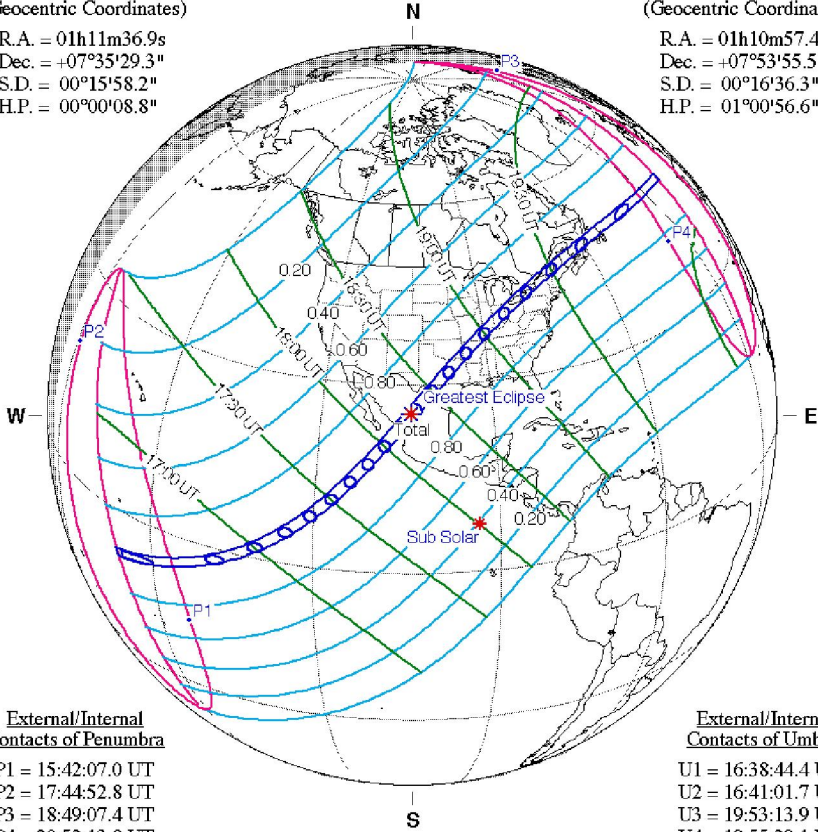 Geocentric Coordinates)
R.A. = 01h11m36.9s
Dec. = +07°35'29.3"
S.D. = 00°15'58.2"
H.P. = 00°00'08.8"
(Geocentric Coordina
R.A. = 01h10m57.4
Dec. = +07°53'55.5
S.D. = 00°16'36.3"
H.P. = 01°00'56.6"
N
P3
P4
P2
W
E
0.20
0.40
0.60
0.80
19:00 UT
18:30 UT
18:00 UT
17:30 UT
17:00 UT
Greatest Eclipse
Total
0.80
0.60
0.40
0.20
Sub Solar
P1
S
External/Internal
Contacts of Penumbra
P1 = 15:42:07.0 UT
P2 = 17:44:52.8 UT
P3 = 18:49:07.4 UT
External/Intern
Contacts of Umb
U1 = 16:38:44.4 U
U2 = 16:41:01.7 U
U3 = 19:53:13.9 U